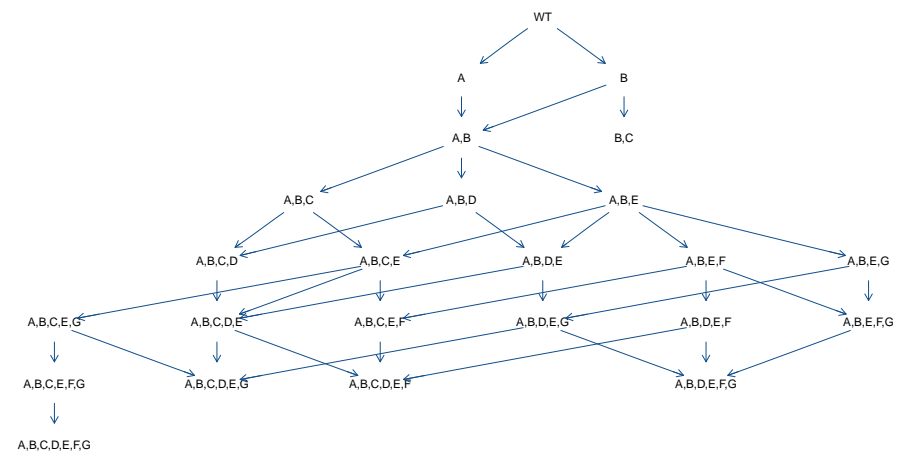 WT
A
B
A,B
B,C
A,B,C
A,B,D
A,B,E
A,B,C,D
A,B,C,E
A,B,D,E
A,B,E,F
A,B,E,G
A,B,C,E,G
A,B,C,D,E
A,B,C,E,F
A,B,D,E,G
A,B,D,E,F
A,B,E,F,G
A,B,C,E,F,G
A,B,C,D,E,G
A,B,C,D,E,F
A,B,D,E,F,G
A,B,C,D,E,F,G